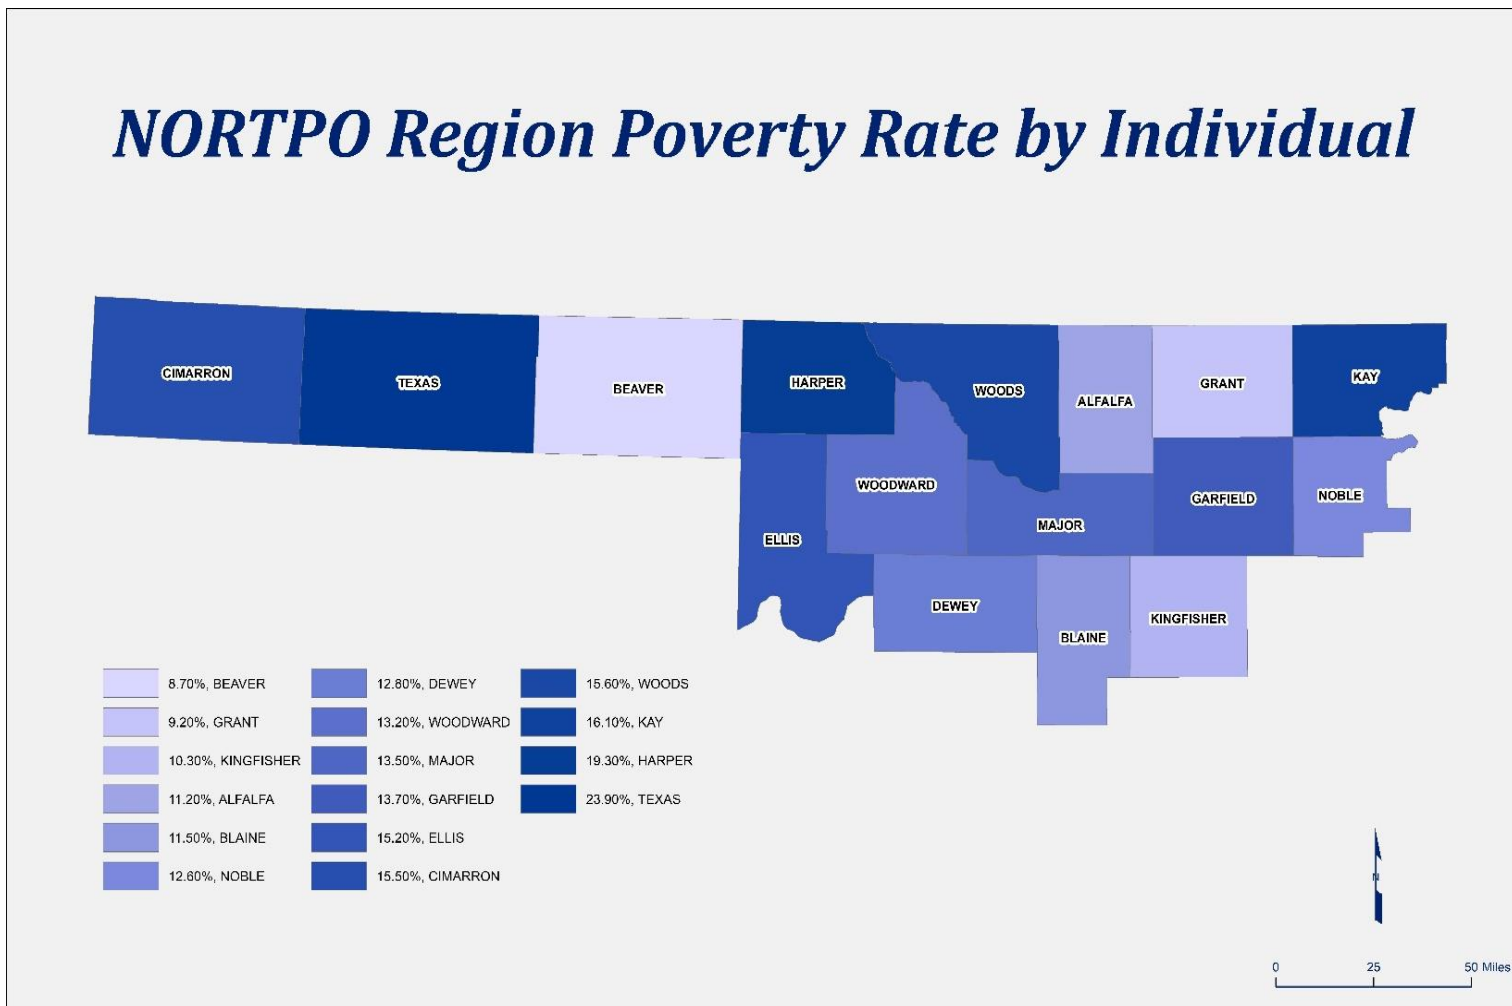 NORTPO Region Poverty Rate by Individual
CIMARRON
TEXAS
BEAVER
HARPER
WOODS
ALFALFA
GRANT
KAY
WOODWARD
ELLIS
MAJOR
GARFIELD
NOBLE
DEWEY
BLAINE
KINGFISHER
8.70%, BEAVER
9.20%, GRANT
10.30%, KINGFISHER
11.20%, ALFALFA
11.50%, BLAINE
12.60%, NOBLE
12.80%, DEWEY
13.20%, WOODWARD
13.50%, MAJOR
13.70%, GARFIELD
15.20%, ELLIS
15.50%, CIMARRON
15.60%, WOODS
16.10%, KAY
19.30%, HARPER
23.90%, TEXAS
N
0 25 50 Miles